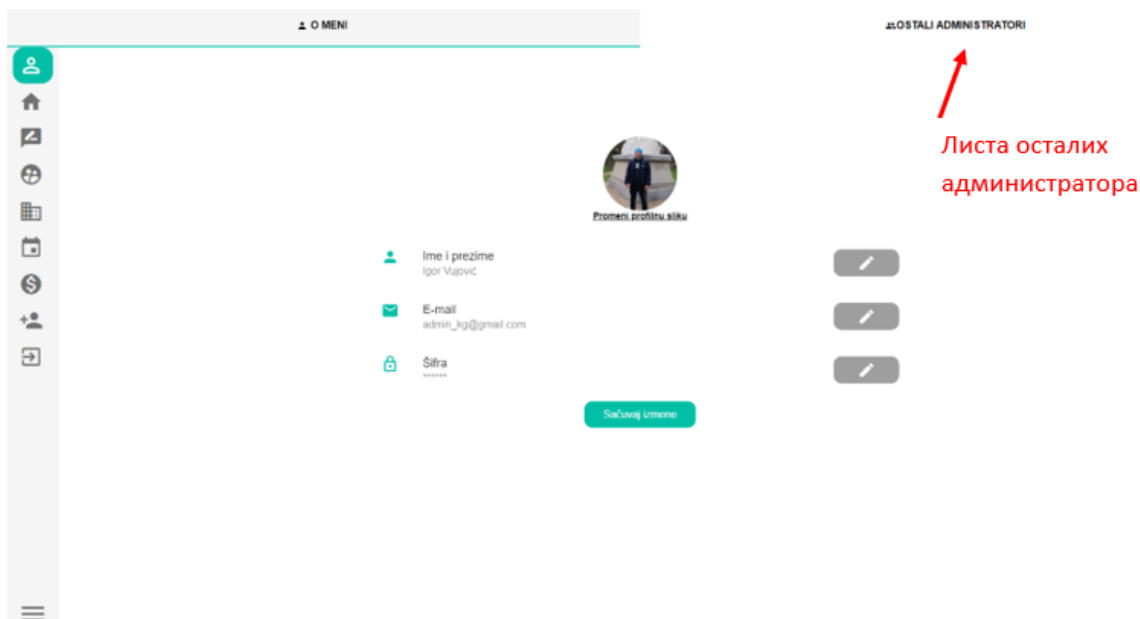 O MENI
OSTALI ADMINISTRATORI
Листа осталих
администратора
Promeni profilnu sliku
Ime i prezime
Igor Vujović
E-mail
admin_kg@gmail.com
Šifra
******
Sačuvaj izmene